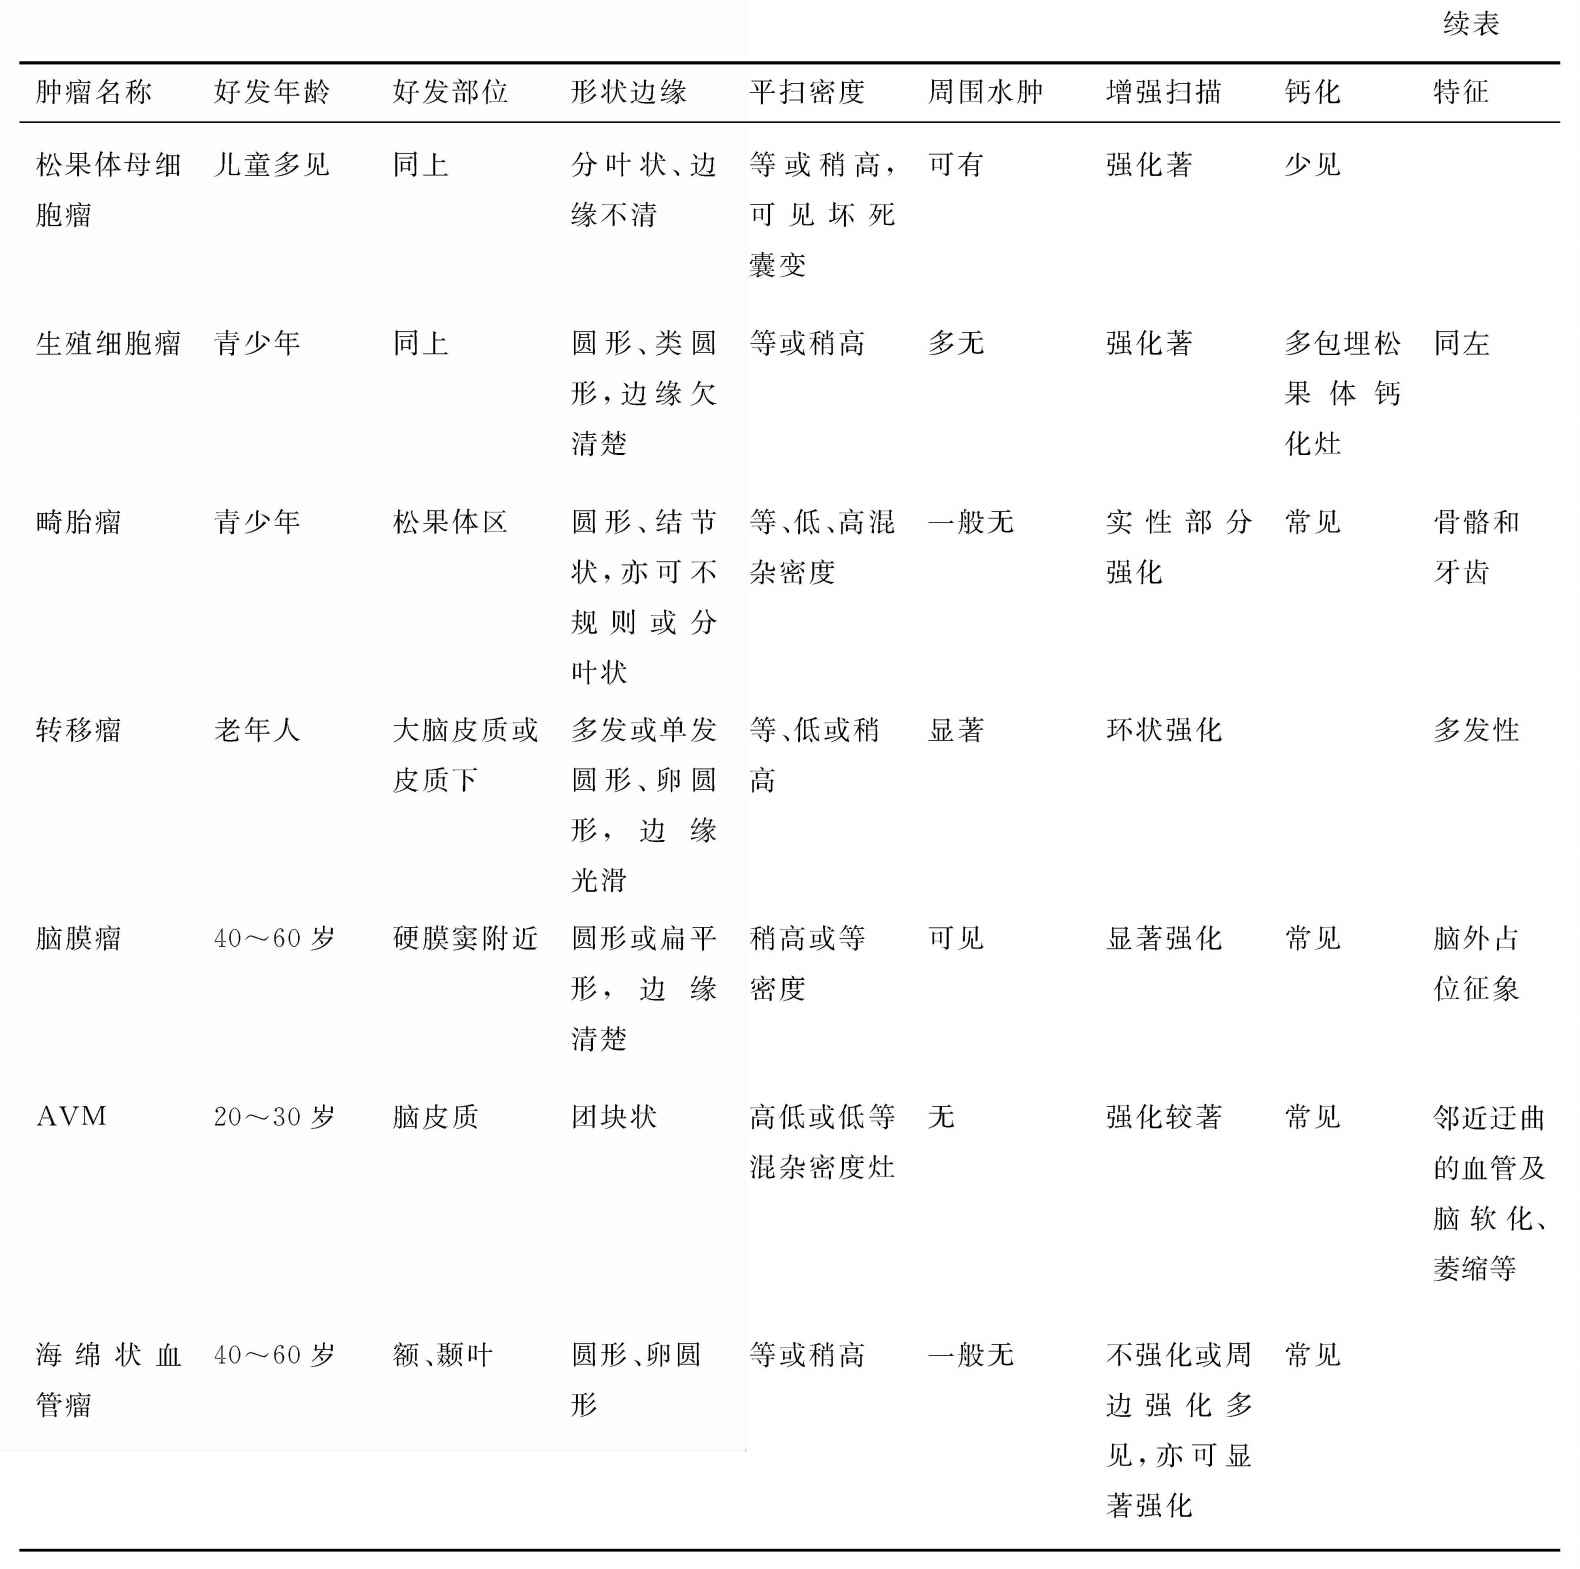 续表
肿瘤名称 好发年龄 好发部位 形状边缘 平扫密度 周围水肿 增强扫描 钙化 特征
松果体母细 儿童多见 同上 分叶状、边 等或稍高, 可有 强化著 少见
胞瘤 缘不清 可见坏死
囊变
生殖细胞瘤 青少年 同上 圆形、类圆 等或稍高 多无 强化著 多包埋松 同左
形,边缘欠 果体钙
清楚 化灶
畸胎瘤 青少年 松果体区 圆形、结节 等、低、高混 一般无 实性部分 常见 骨骼和
状,亦可不 杂密度 强化 牙齿
规则或分
叶状
转移瘤 老年人 大脑皮质或 多发或单发 等、低或稍 显著 环状强化 多发性
皮质下 圆形、卵圆 高
形,边缘
光滑
脑膜瘤 40～60岁 硬膜窦附近 圆形或扁平 稍高或等 可见 显著强化 常见 脑外占
形,边缘 密度 位征象
清楚
AVM 20～30岁 脑皮质 团块状 高低或低等 无 强化较著 常见 邻近迂曲
混杂密度灶 的血管及
脑软化、
萎缩等
海绵状血 40～60岁 额、颞叶 圆形、卵圆 等或稍高 一般无 不强化或周 常见
管瘤 形 边强化多
见,亦可显
著强化